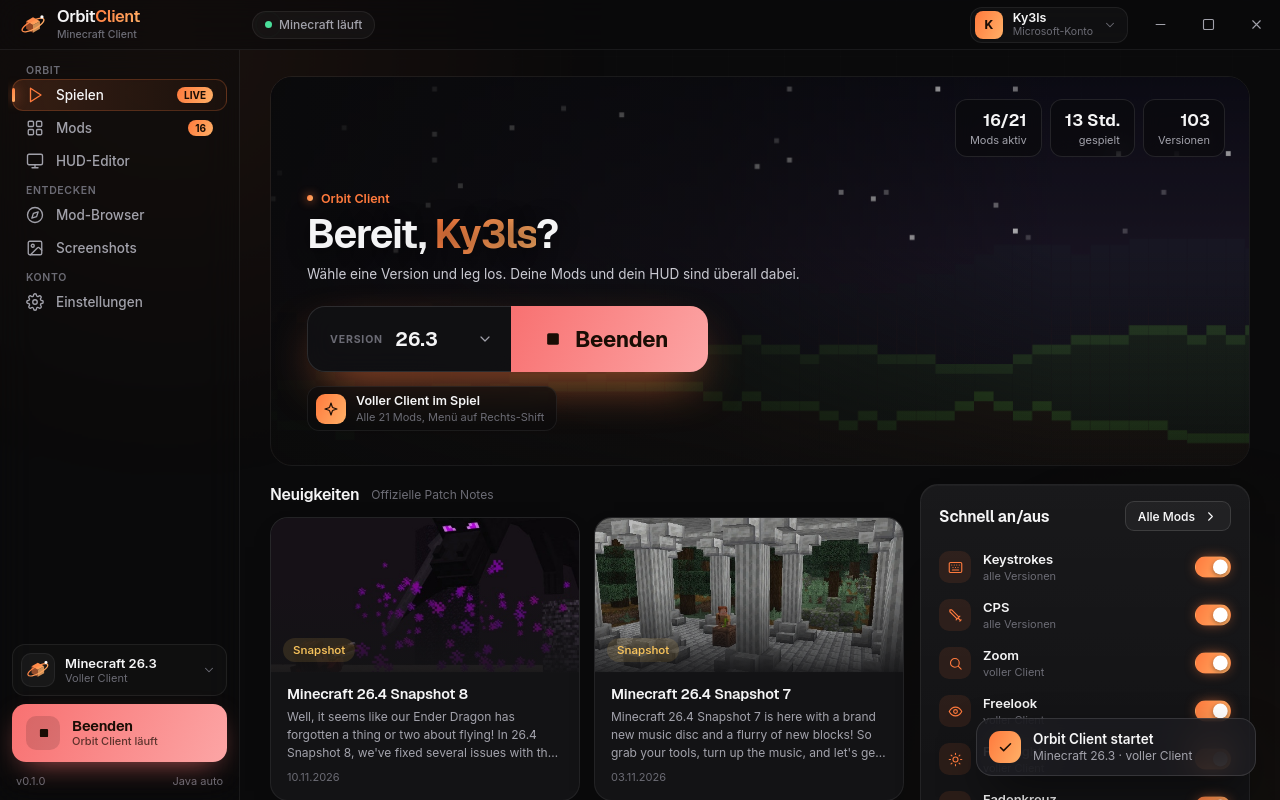 OrbitClient
Minecraft Client
Minecraft läuft
K
Ky3ls
Microsoft-Konto
ORBIT
Spielen
LIVE
Mods
16
HUD-Editor
ENTDECKEN
Mod-Browser
Screenshots
KONTO
Einstellungen
Minecraft 26.3
Voller Client
Beenden
Orbit Client läuft
v0.1.0
Java auto
16/21
Mods aktiv
13 Std.
gespielt
103
Versionen
Orbit Client
Bereit, Ky3ls?
Wähle eine Version und leg los. Deine Mods und dein HUD sind überall dabei.
VERSION 26.3
Beenden
Voller Client im Spiel
Alle 21 Mods, Menü auf Rechts-Shift
Neuigkeiten
Offizielle Patch Notes
Snapshot
Minecraft 26.4 Snapshot 8
Well, it seems like our Ender Dragon has
forgotten a thing or two about flying! In 26.4
Snapshot 8, we've fixed several issues with th...
10.11.2026
Snapshot
Minecraft 26.4 Snapshot 7
Minecraft 26.4 Snapshot 7 is here with a brand
new music disc and a flurry of new blocks! So
grab your tools, turn up the music, and let's ge...
03.11.2026
Schnell an/aus
Alle Mods
Keystrokes
alle Versionen
CPS
alle Versionen
Zoom
voller Client
Freelook
voller Client
Orbit Client startet
Minecraft 26.3 · voller Client
Fadenkreuz